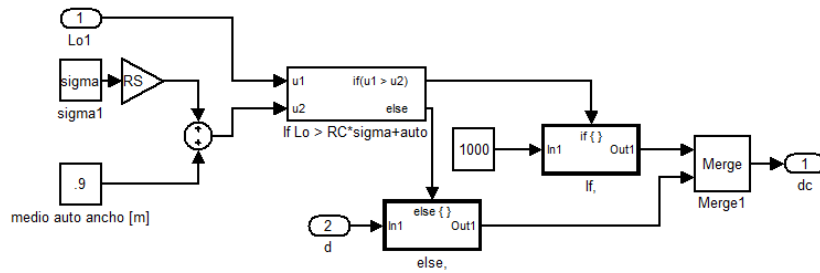 1
Lo1
sigma
RS
sigma1
+
+
.9
medio auto ancho [m]
u1
if(u1 > u2)
u2
else
If Lo > RC*sigma+auto
1000
if { }
In1
Out1
If,
2
d
else { }
In1
Out1
else,
Merge
Merge1
1
dc